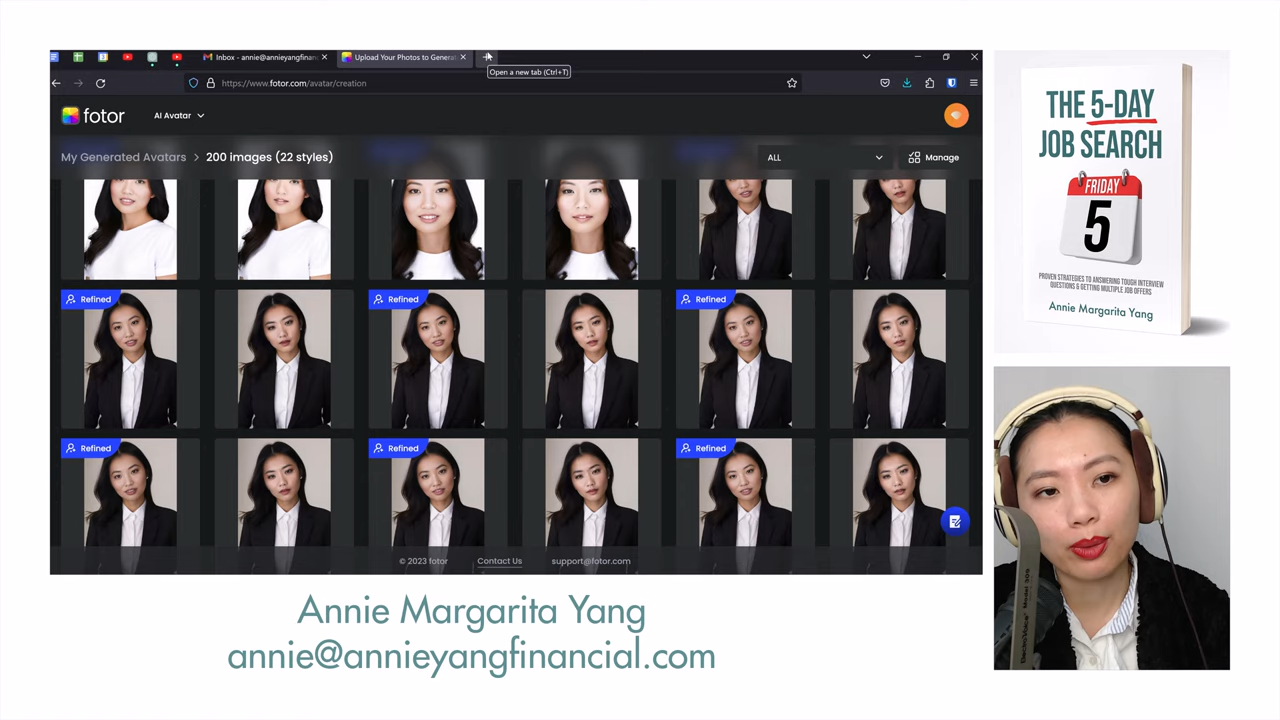 Inbox - annie@annieyangfinan
Upload Your Photos to Generat
Open a new tab (Ctrl+T)
https://www.fotor.com/avatar/creation
fotor
AI Avatar
My Generated Avatars > 200 images (22 styles)
ALL
Manage
Refined
Refined
Refined
Refined
Refined
Refined
© 2023 fotor
Contact Us
support@fotor.com
THE 5-DAY
JOB SEARCH
FRIDAY
5
PROVEN STRATEGIES TO ANSWERING TOUGH INTERVIEW
QUESTIONS & GETTING MULTIPLE JOB OFFERS
Annie Margarita Yang
Annie Margarita Yang
annie@annieyangfinancial.com